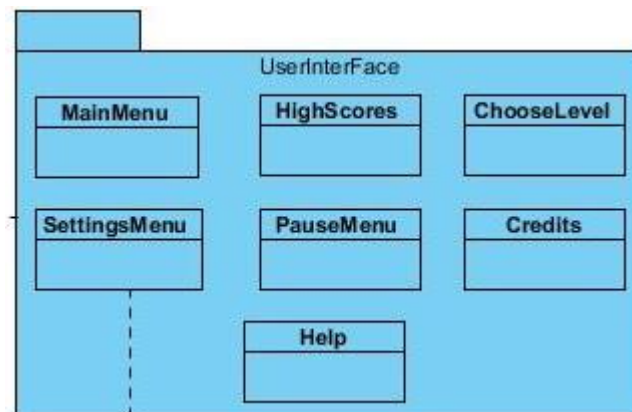 UserInterFace
MainMenu
HighScores
ChooseLevel
SettingsMenu
PauseMenu
Credits
Help